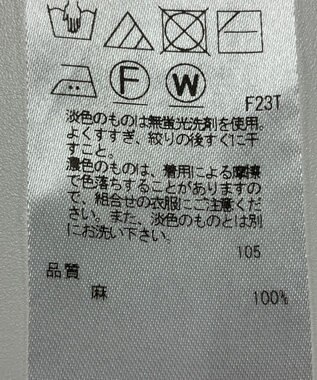 F
W
F23T
淡色のものは無蛍光洗剤を使用。
よくすすぎ、絞りの後すぐに干
すこと。
濃色のものは、着用による摩擦
で色落ちすることがありますの
で、組合せの衣服にご注意くだ
さい。また、淡色のものとは別
にお洗い下さい。
105
品質
麻 100%